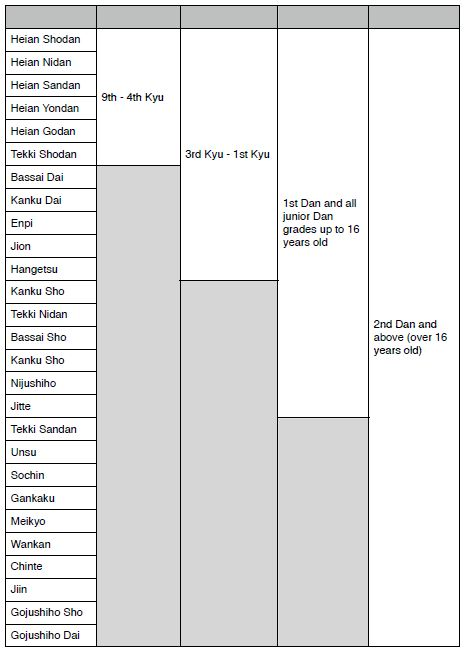 Heian Shodan
Heian Nidan
Heian Sandan
Heian Yondan
Heian Godan
Tekki Shodan
Bassai Dai
Kanku Dai
Enpi
Jion
Hangetsu
Kanku Sho
Tekki Nidan
Bassai Sho
Kanku Sho
Nijushiho
Jitte
Tekki Sandan
Unsu
Sochin
Gankaku
Meikyo
Wankan
Chinte
Jiin
Gojushiho Sho
Gojushiho Dai
9th - 4th Kyu
3rd Kyu - 1st Kyu
1st Dan and all
junior Dan
grades up to 16
years old
2nd Dan and
above (over 16
years old)